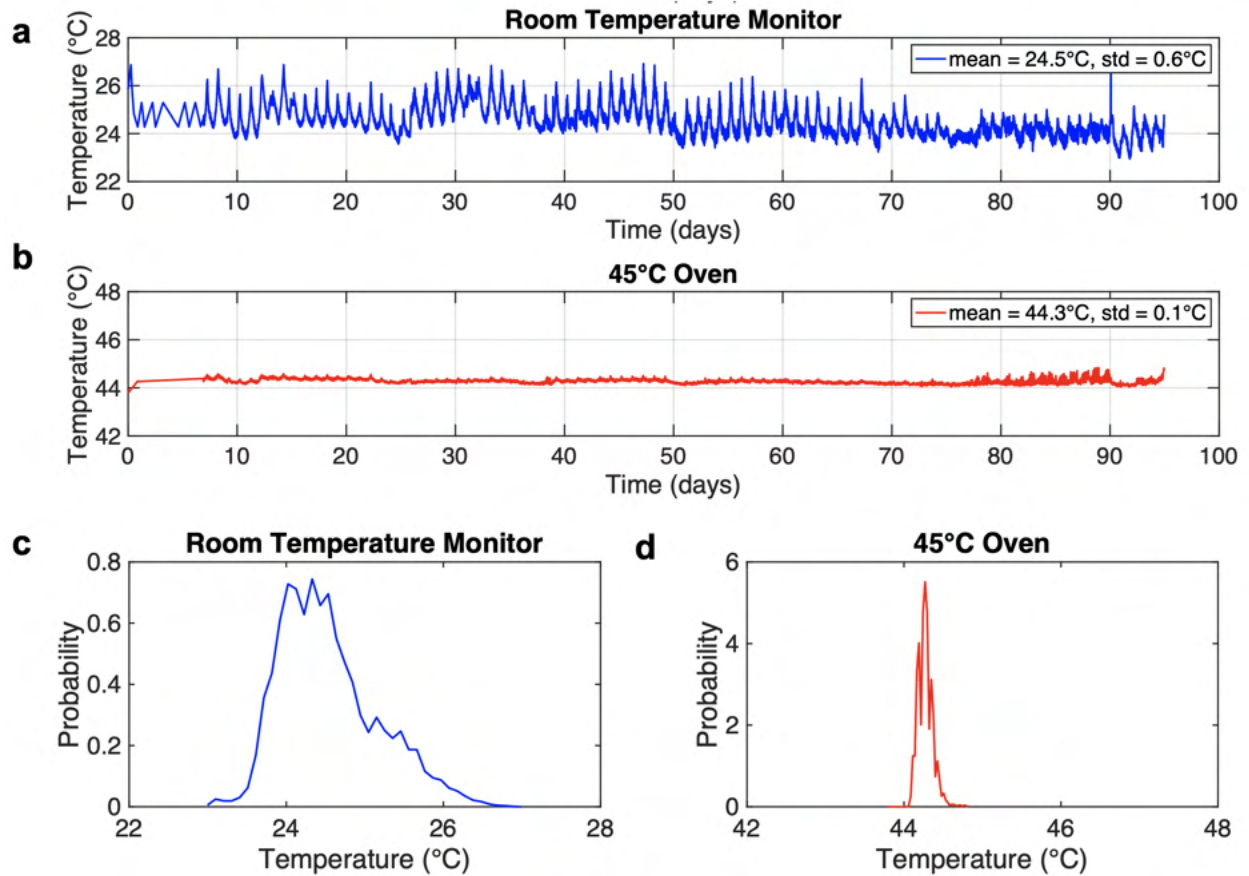 a
Room Temperature Monitor
Temperature (°C)
28
26
24
22
mean = 24.5°C, std = 0.6°C
0 10 20 30 40 50 60 70 80 90 100
Time (days)
b
45°C Oven
Temperature (°C)
48
46
44
42
mean = 44.3°C, std = 0.1°C
0 10 20 30 40 50 60 70 80 90 100
Time (days)
c
Room Temperature Monitor
Probability
0.8
0.6
0.4
0.2
0
22 24 26 28
Temperature (°C)
d
45°C Oven
Probability
6
4
2
0
42 44 46 48
Temperature (°C)